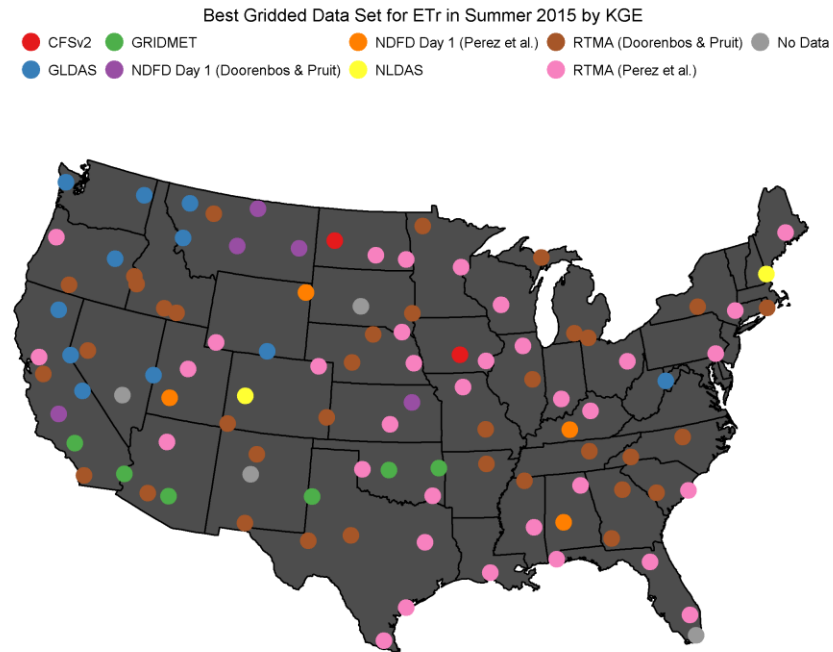 Best Gridded Data Set for ETr in Summer 2015 by KGE
CFSv2 GRIDMET NDFD Day 1 (Perez et al.) RTMA (Doorenbos & Pruit) No Data
GLDAS NDFD Day 1 (Doorenbos & Pruit) NLDAS RTMA (Perez et al.)